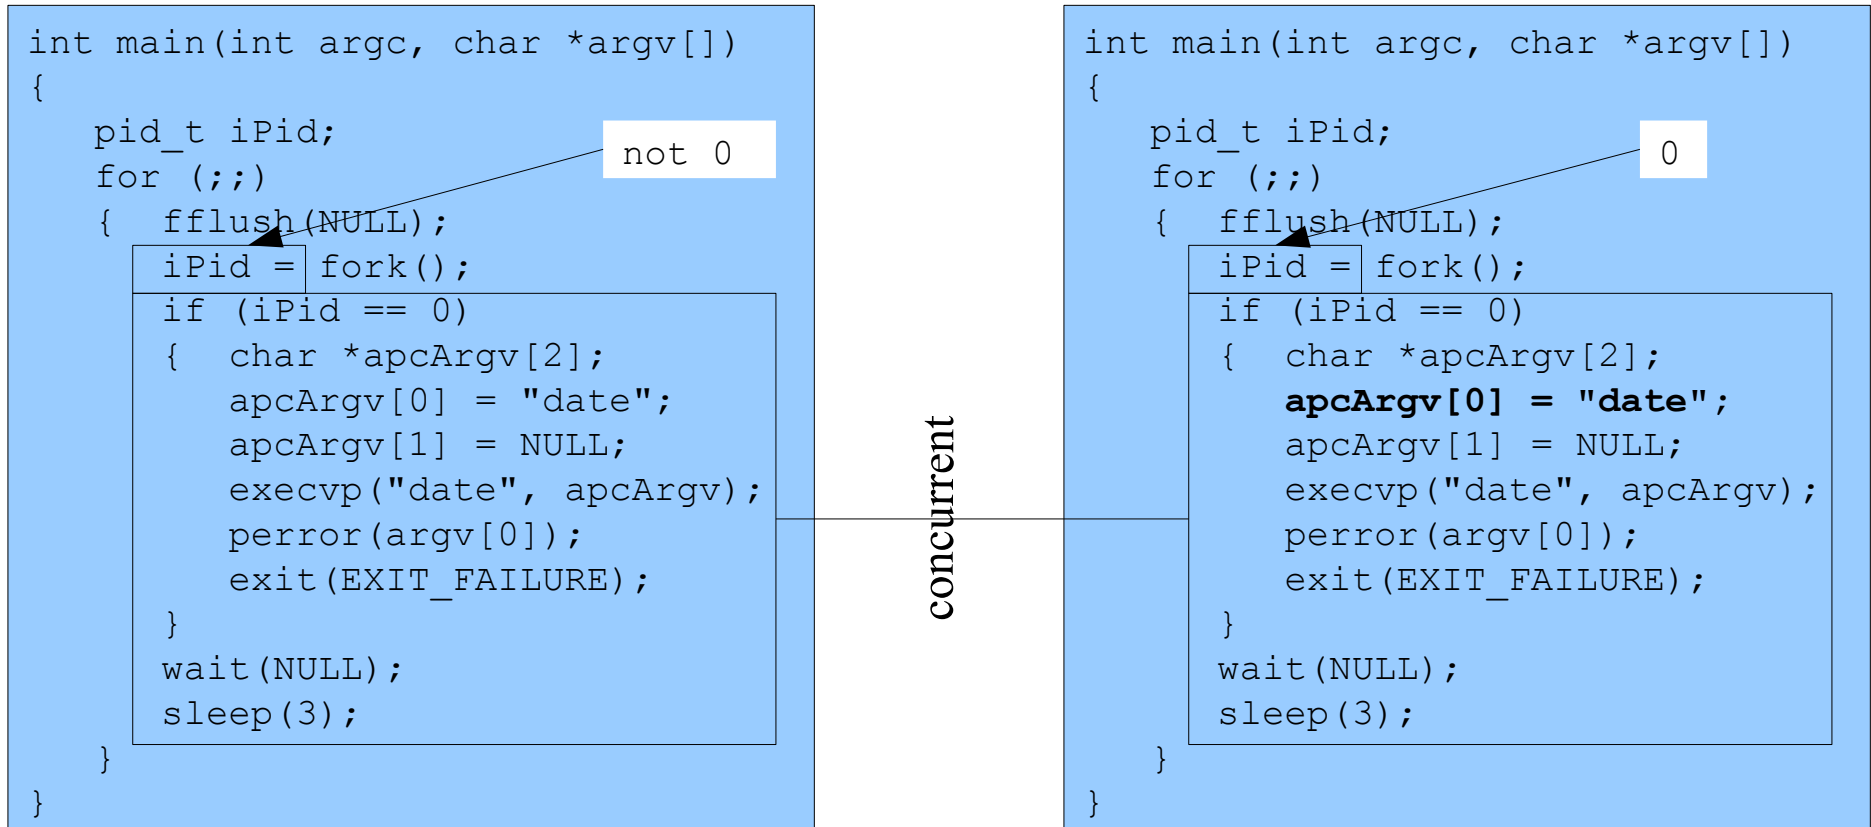 int main(int argc, char *argv[])
{
pid_t iPid;
not 0
for (;;)
{ fflush(NULL);
iPid = fork();
if (iPid == 0)
{ char *apcArgv[2];
apcArgv[0] = "date";
apcArgv[1] = NULL;
execvp("date", apcArgv);
perror(argv[0]);
exit(EXIT_FAILURE);
}
wait(NULL);
sleep(3);
}
}
concurrent
int main(int argc, char *argv[])
{
pid_t iPid;
0
for (;;)
{ fflush(NULL);
iPid = fork();
if (iPid == 0)
{ char *apcArgv[2];
apcArgv[0] = "date";
apcArgv[1] = NULL;
execvp("date", apcArgv);
perror(argv[0]);
exit(EXIT_FAILURE);
}
wait(NULL);
sleep(3);
}
}